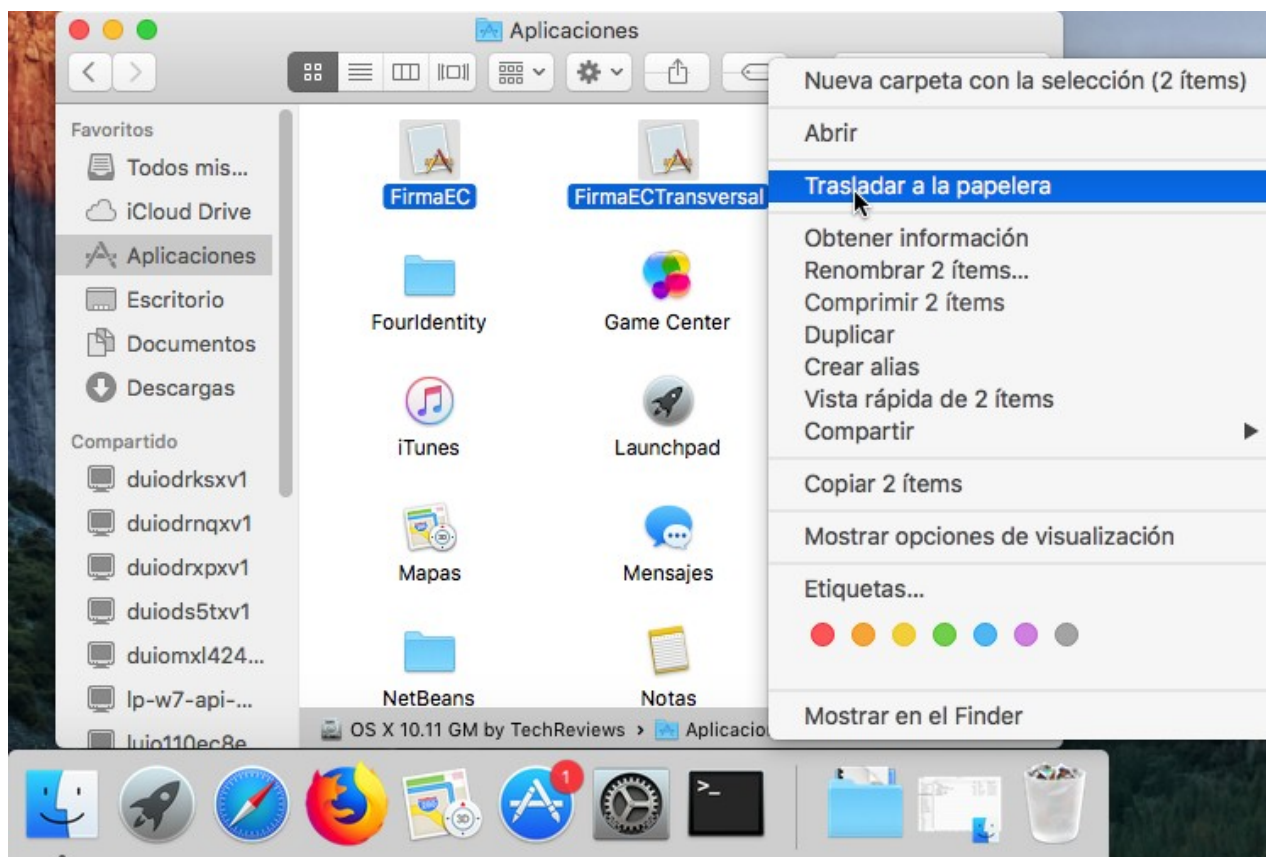 Aplicaciones
Favoritos
Todos mis...
iCloud Drive
Aplicaciones
Escritorio
Documentos
Descargas
Compartido
duiodrksxv1
duiodrnqxv1
duiodrxpxv1
duiods5txv1
duiomxl424...
lp-w7-api-...
lujo110ec8e
FirmaEC
FirmaECTransversal
FourIdentity
Game Center
iTunes
Launchpad
Mapas
Mensajes
NetBeans
Notas
OS X 10.11 GM by TechReviews › Aplicacio
Nueva carpeta con la selección (2 ítems)
Abrir
Trasladar a la papelera
Obtener información
Renombrar 2 ítems...
Comprimir 2 ítems
Duplicar
Crear alias
Vista rápida de 2 ítems
Compartir
Copiar 2 ítems
Mostrar opciones de visualización
Etiquetas...
Mostrar en el Finder
1
3D